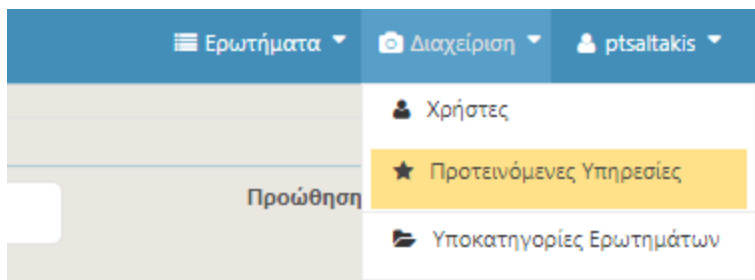 Ερωτήματα Διαχείριση ptsaltakis
Χρήστες
Προτεινόμενες Υπηρεσίες
Προώθηση
Υποκατηγορίες Ερωτημάτων